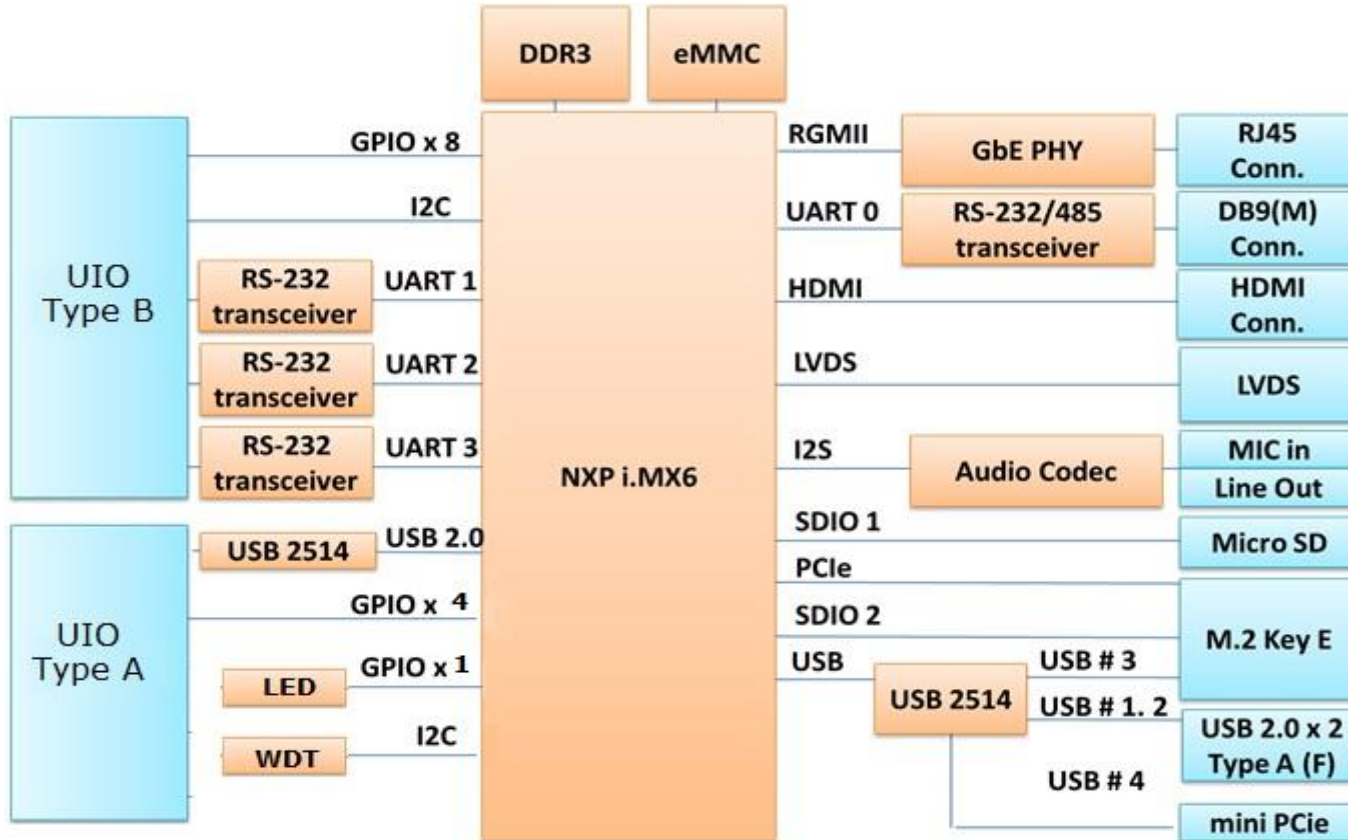 DDR3
eMMC
UIO
Type B
GPIO x 8
I2C
RS-232
transceiver
UART 1
RS-232
transceiver
UART 2
RS-232
transceiver
UART 3
UIO
Type A
USB 2514
USB 2.0
GPIO x 4
LED
GPIO x 1
WDT
I2C
NXP i.MX6
RGMII
GbE PHY
RJ45
Conn.
UART 0
RS-232/485
transceiver
DB9(M)
Conn.
HDMI
HDMI
Conn.
LVDS
LVDS
I2S
Audio Codec
MIC in
Line Out
SDIO 1
Micro SD
PCIe
SDIO 2
M.2 Key E
USB
USB 2514
USB # 3
USB # 1. 2
USB 2.0 x 2
Type A (F)
USB # 4
mini PCie